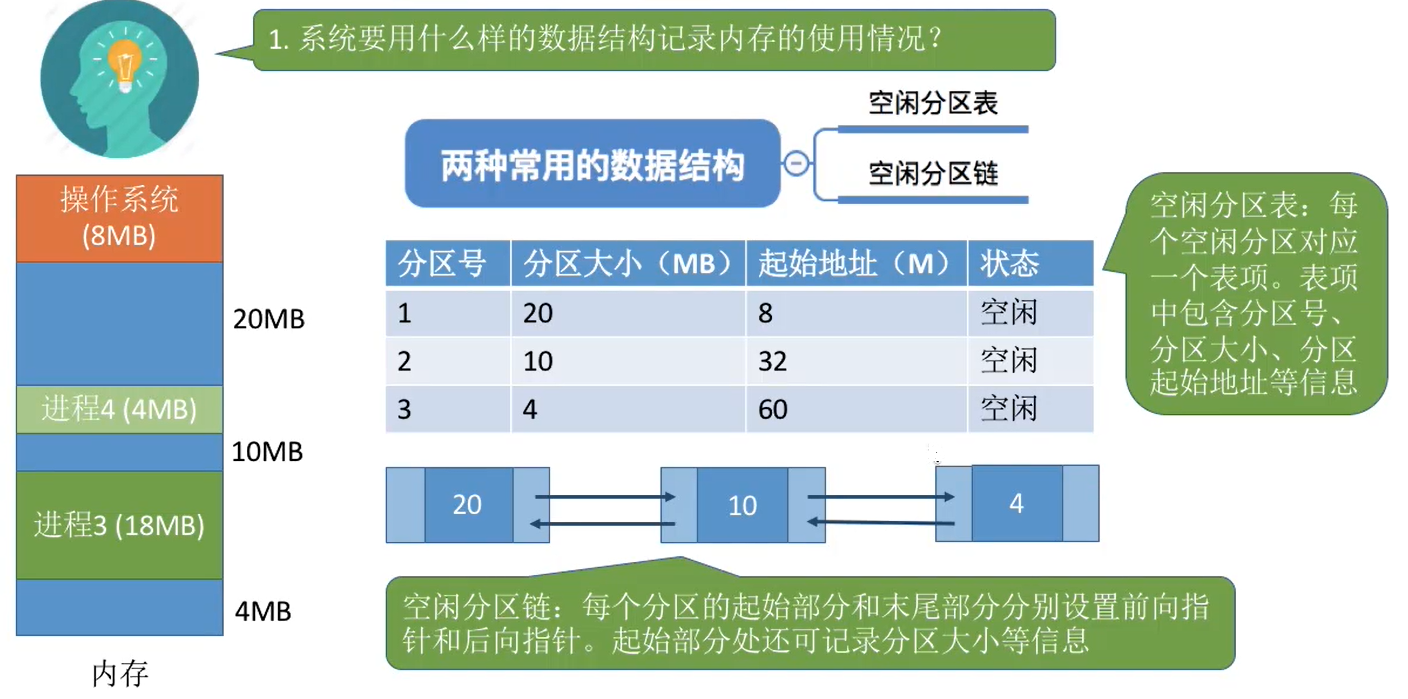 1. 系统要用什么样的数据结构记录内存的使用情况？
两种常用的数据结构
空闲分区表
空闲分区链
操作系统
(8MB)
20MB
进程4 (4MB)
10MB
进程3 (18MB)
4MB
内存
分区号 分区大小（MB） 起始地址（M） 状态
1 20 8 空闲
2 10 32 空闲
3 4 60 空闲
空闲分区表：每
个空闲分区对应
一个表项。表项
中包含分区号、
分区大小、分区
起始地址等信息
20 10 4
空闲分区链：每个分区的起始部分和末尾部分分别设置前向指
针和后向指针。起始部分处还可记录分区大小等信息